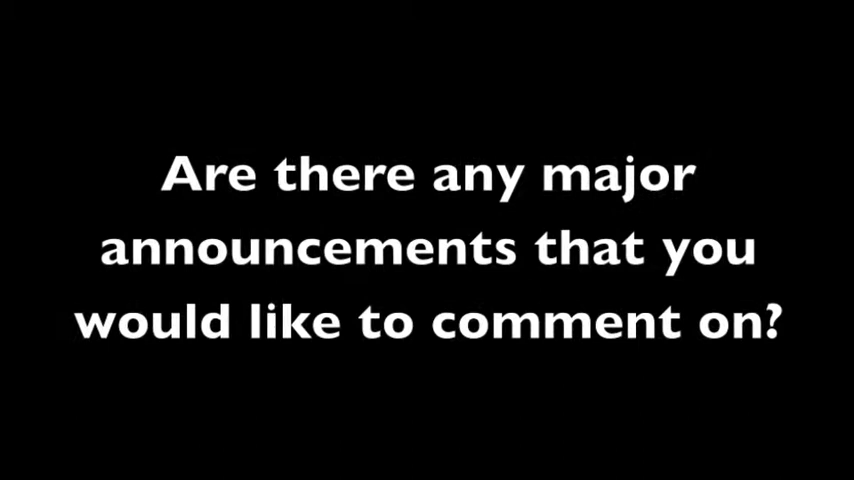 Are there any major
announcements that you
would like to comment on?